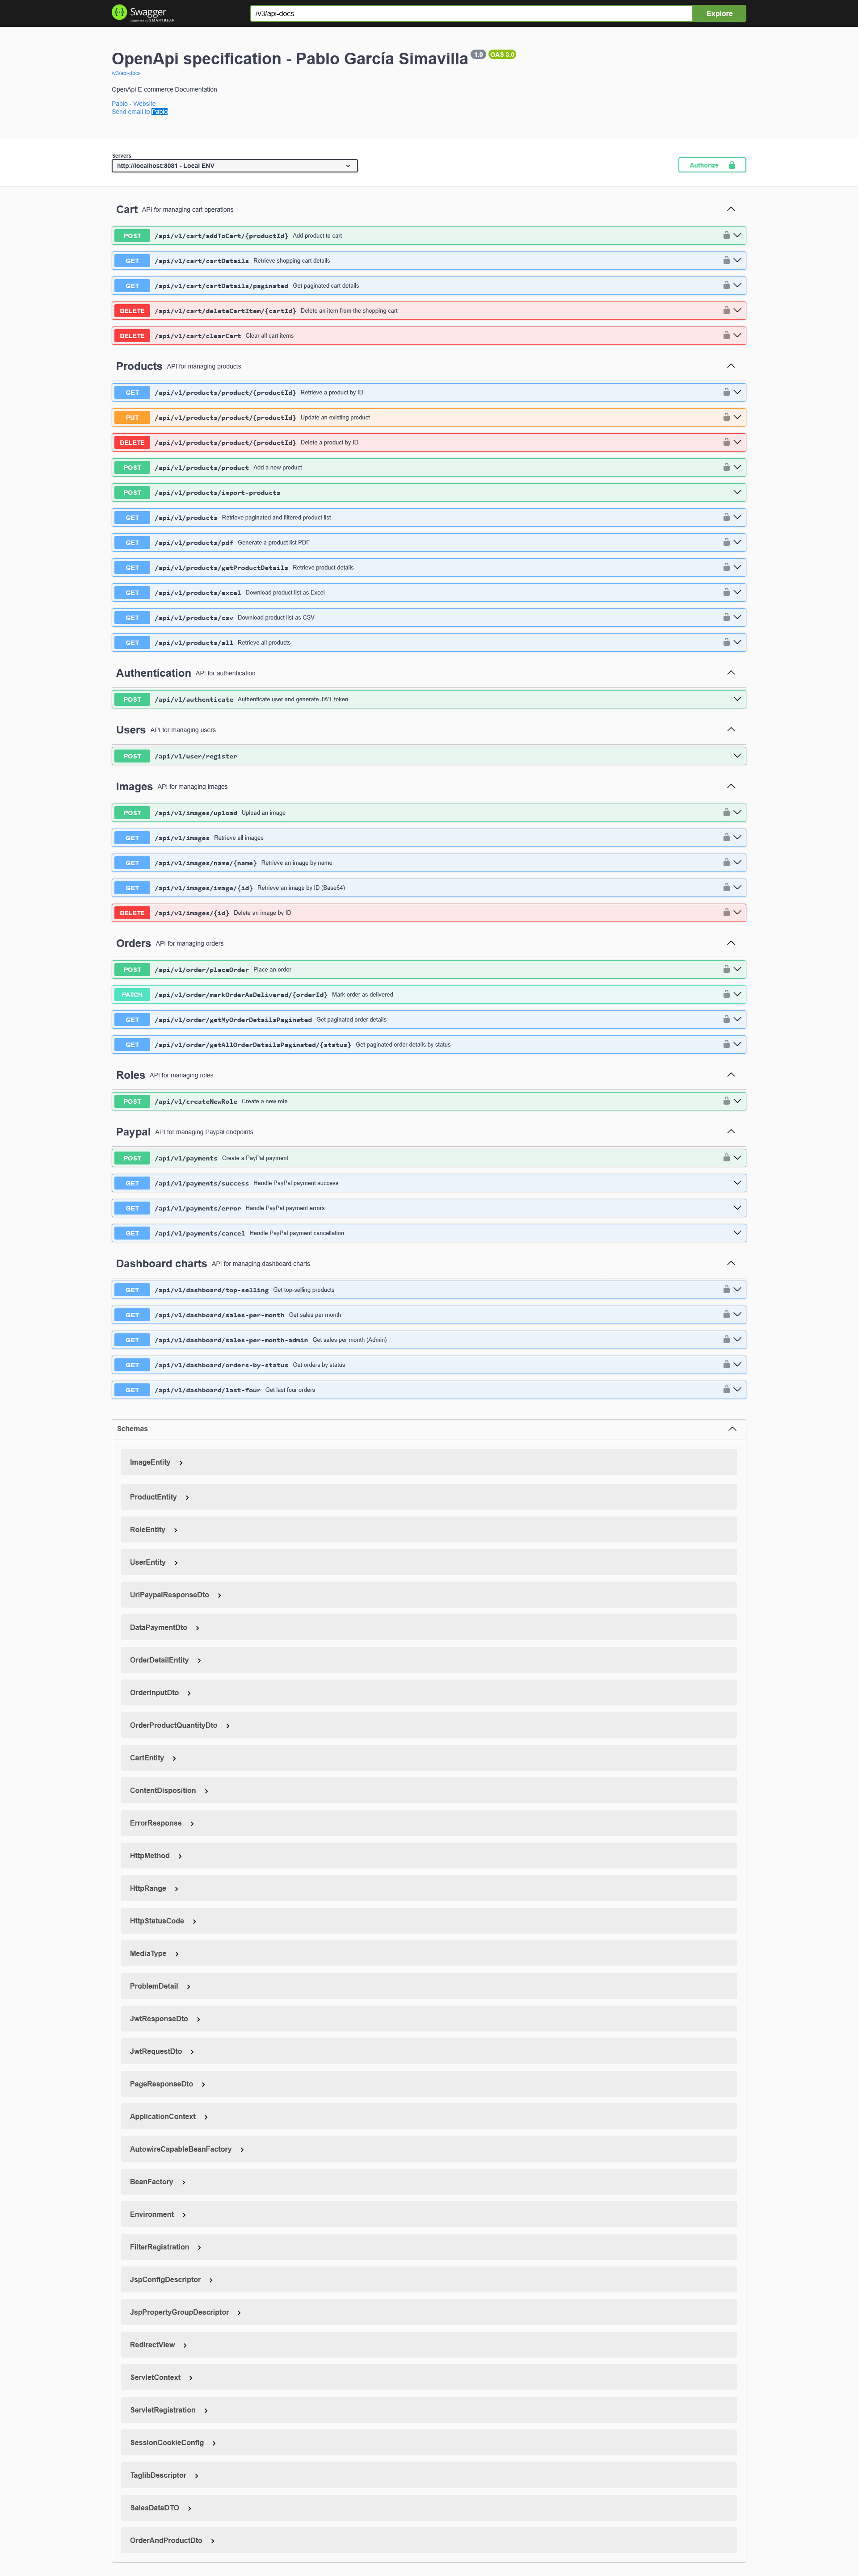 Swagger
Supported by SMARTBEAR
/v3/api-docs
Explore
OpenApi specification - Pablo García Simavilla 1.0 OAS 3.0
/v3/api-docs
OpenApi E-commerce Documentation
Pablo - Website
Send email to Pablo
Servers
http://localhost:8081 - Local ENV
Authorize
Cart API for managing cart operations
POST /api/v1/cart/addToCart/{productId} Add product to cart
GET /api/v1/cart/cartDetails Retrieve shopping cart details
GET /api/v1/cart/cartDetails/paginated Get paginated cart details
DELETE /api/v1/cart/deleteCartItem/{cartId} Delete an item from the shopping cart
DELETE /api/v1/cart/clearCart Clear all cart items
Products API for managing products
GET /api/v1/products/product/{productId} Retrieve a product by ID
PUT /api/v1/products/product/{productId} Update an existing product
DELETE /api/v1/products/product/{productId} Delete a product by ID
POST /api/v1/products/product Add a new product
POST /api/v1/products/import-products
GET /api/v1/products Retrieve paginated and filtered product list
GET /api/v1/products/pdf Generate a product list PDF
GET /api/v1/products/getProductDetails Retrieve product details
GET /api/v1/products/excel Download product list as Excel
GET /api/v1/products/csv Download product list as CSV
GET /api/v1/products/all Retrieve all products
Authentication API for authentication
POST /api/v1/authenticate Authenticate user and generate JWT token
Users API for managing users
POST /api/v1/user/register
Images API for managing images
POST /api/v1/images/upload Upload an image
GET /api/v1/images Retrieve all images
GET /api/v1/images/name/{name} Retrieve an image by name
GET /api/v1/images/image/{id} Retrieve an image by ID (Base64)
DELETE /api/v1/images/{id} Delete an image by ID
Orders API for managing orders
POST /api/v1/order/placeOrder Place an order
PATCH /api/v1/order/markOrderAsDelivered/{orderId} Mark order as delivered
GET /api/v1/order/getMyOrderDetailsPaginated Get paginated order details
GET /api/v1/order/getAllOrderDetailsPaginated/{status} Get paginated order details by status
Roles API for managing roles
POST /api/v1/createNewRole Create a new role
Paypal API for managing Paypal endpoints
POST /api/v1/payments Create a PayPal payment
GET /api/v1/payments/success Handle PayPal payment success
GET /api/v1/payments/error Handle PayPal payment errors
GET /api/v1/payments/cancel Handle PayPal payment cancellation
Dashboard charts API for managing dashboard charts
GET /api/v1/dashboard/top-selling Get top-selling products
GET /api/v1/dashboard/sales-per-month Get sales per month
GET /api/v1/dashboard/sales-per-month-admin Get sales per month (Admin)
GET /api/v1/dashboard/orders-by-status Get orders by status
GET /api/v1/dashboard/last-four Get last four orders
Schemas
ImageEntity
ProductEntity
RoleEntity
UserEntity
UrlPaypalResponseDto
DataPaymentDto
OrderDetailEntity
OrderInputDto
OrderProductQuantityDto
CartEntity
ContentDisposition
ErrorResponse
HttpMethod
HttpRange
HttpStatusCode
MediaType
ProblemDetail
JwtResponseDto
JwtRequestDto
PageResponseDto
ApplicationContext
AutowireCapableBeanFactory
BeanFactory
Environment
FilterRegistration
JspConfigDescriptor
JspPropertyGroupDescriptor
RedirectView
ServletContext
ServletRegistration
SessionCookieConfig
TaglibDescriptor
SalesDataDTO
OrderAndProductDto